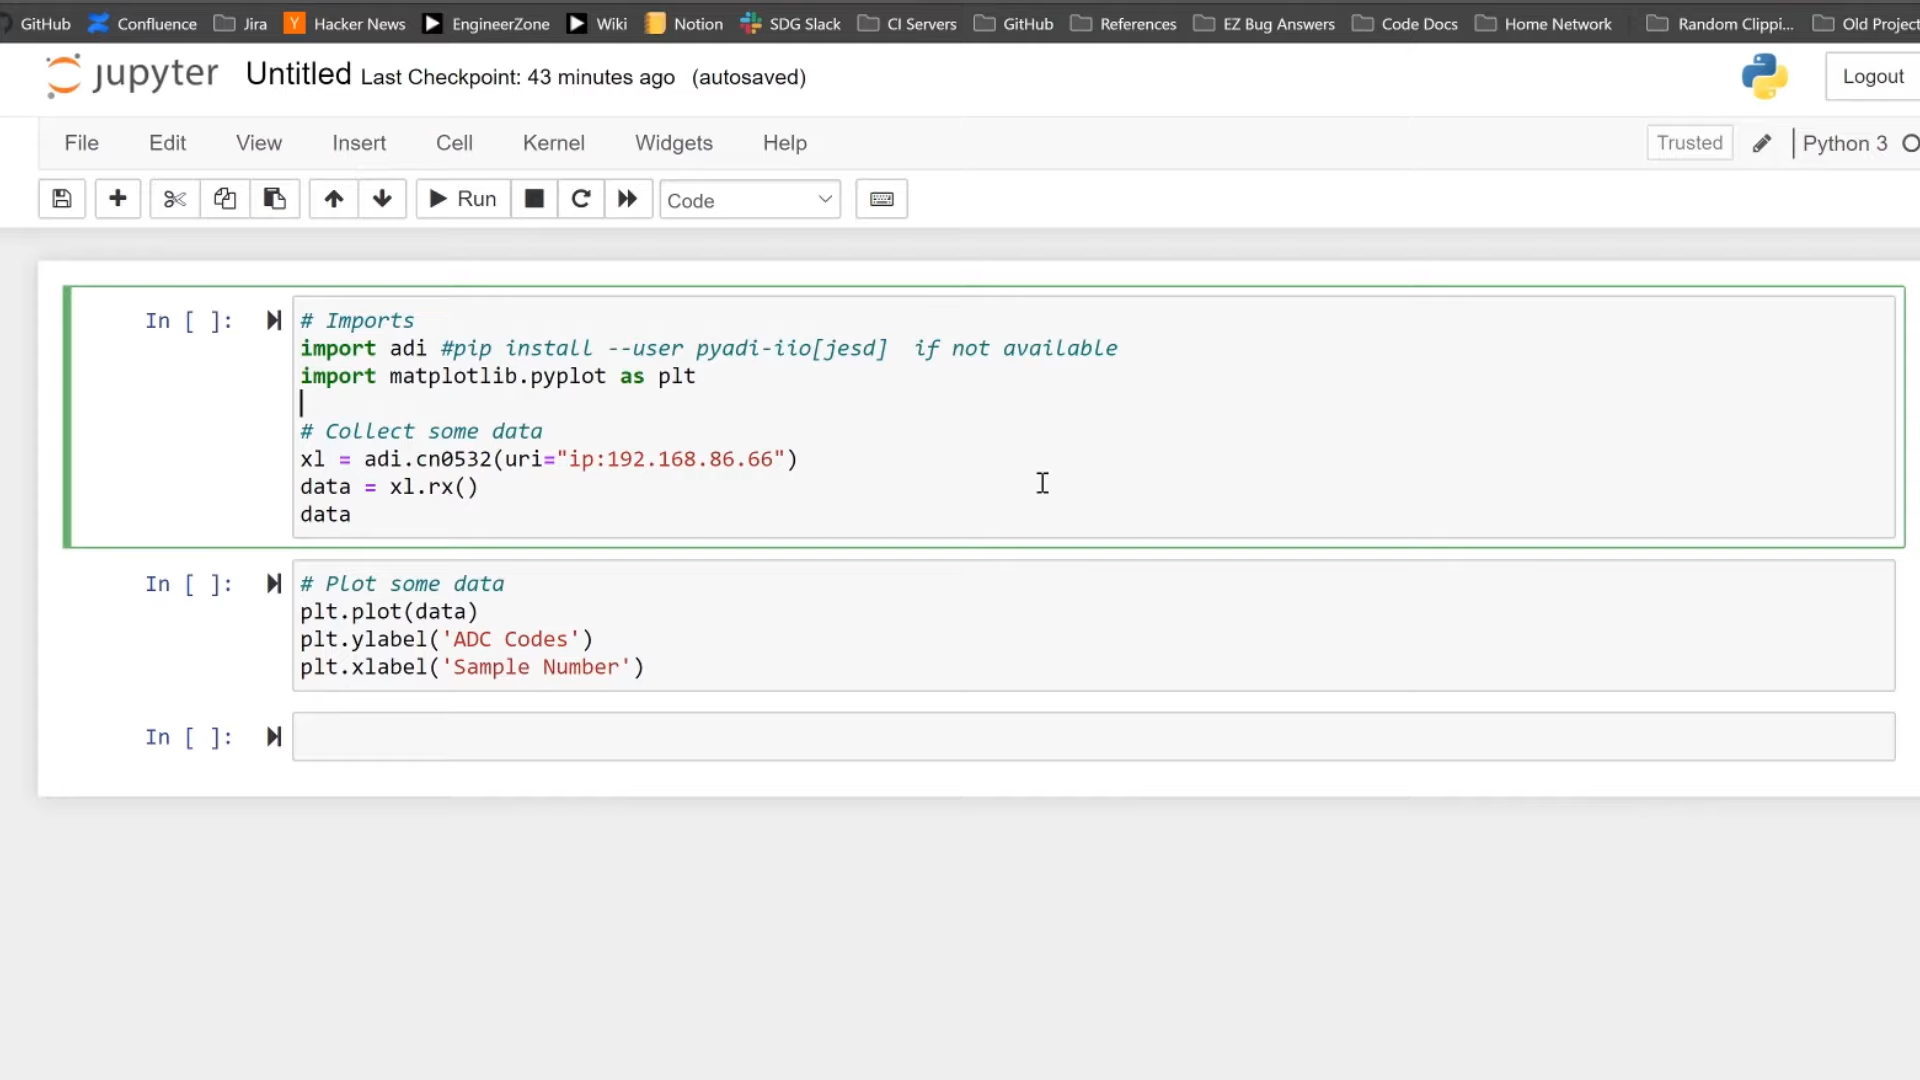 GitHub Confluence Jira Y Hacker News EngineerZone Wiki Notion SDG Slack CI Servers GitHub References EZ Bug Answers Code Docs Home Network Random Clippi... Old Project
jupyter Untitled Last Checkpoint: 43 minutes ago (autosaved) Logout
File Edit View Insert Cell Kernel Widgets Help Trusted Python 3
Run Code
In [ ]: # Imports
import adi #pip install --user pyadi-iio[jesd]  if not available
import matplotlib.pyplot as plt
# Collect some data
xl = adi.cn0532(uri="ip:192.168.86.66")
data = xl.rx()
data
In [ ]: # Plot some data
plt.plot(data)
plt.ylabel('ADC Codes')
plt.xlabel('Sample Number')
In [ ]: